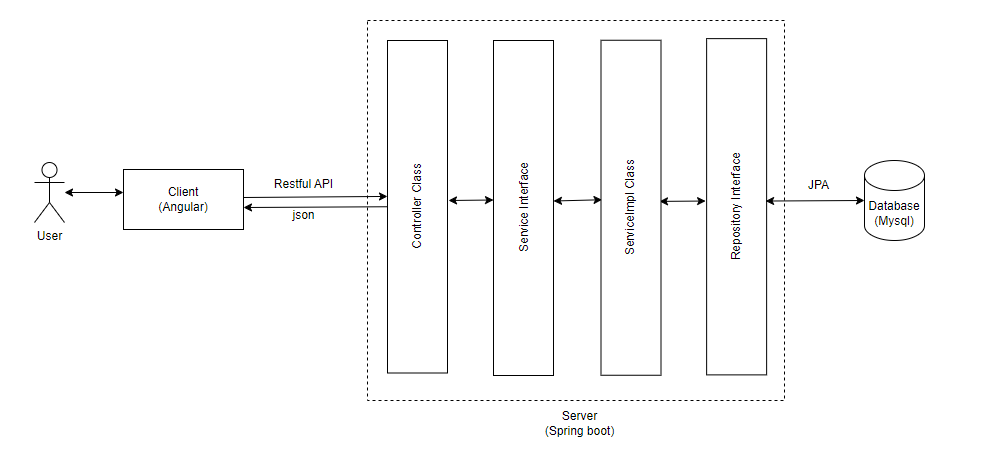 User
Client
(Angular)
Restful API
json
Controller Class
Service Interface
ServiceImpl Class
Repository Interface
JPA
Database
(Mysql)
Server
(Spring boot)